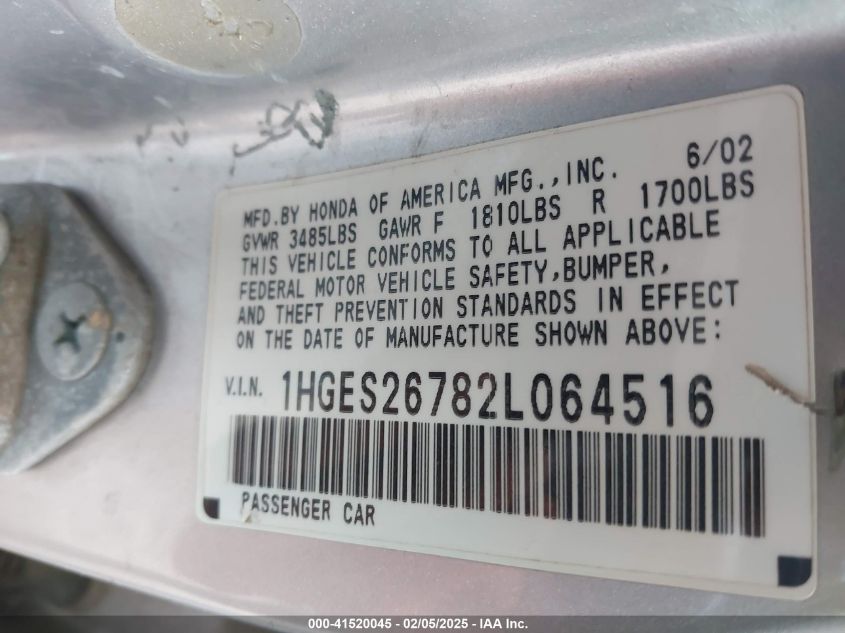 6/02
MFD.BY HONDA OF AMERICA MFG.,INC.
GVWR 3485LBS GAWR F 1810LBS R 1700LBS
THIS VEHICLE CONFORMS TO ALL APPLICABLE
FEDERAL MOTOR VEHICLE SAFETY,BUMPER,
AND THEFT PREVENTION STANDARDS IN EFFECT
ON THE DATE OF MANUFACTURE SHOWN ABOVE:
V.I.N. 1HGES26782L064516
PASSENGER CAR
000-41520045 - 02/05/2025 - IAA Inc.